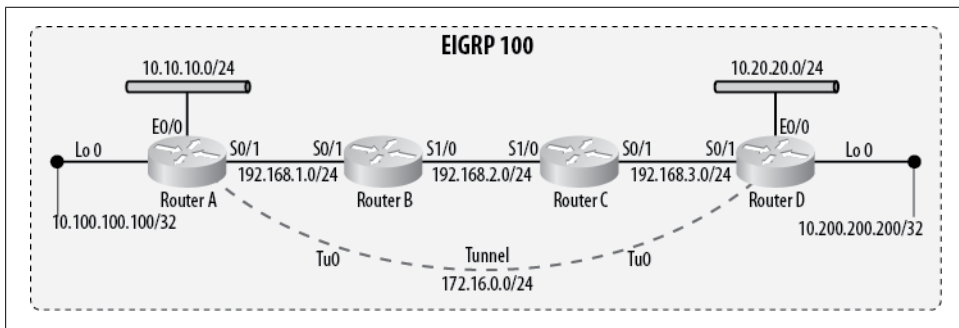 EIGRP 100
10.10.10.0/24
10.20.20.0/24
E0/0
E0/0
Lo 0
S0/1
S0/1
S1/0
S1/0
S0/1
S0/1
Lo 0
192.168.1.0/24
192.168.2.0/24
192.168.3.0/24
Router A
Router B
Router C
Router D
10.100.100.100/32
10.200.200.200/32
Tu0
Tunnel
Tu0
172.16.0.0/24